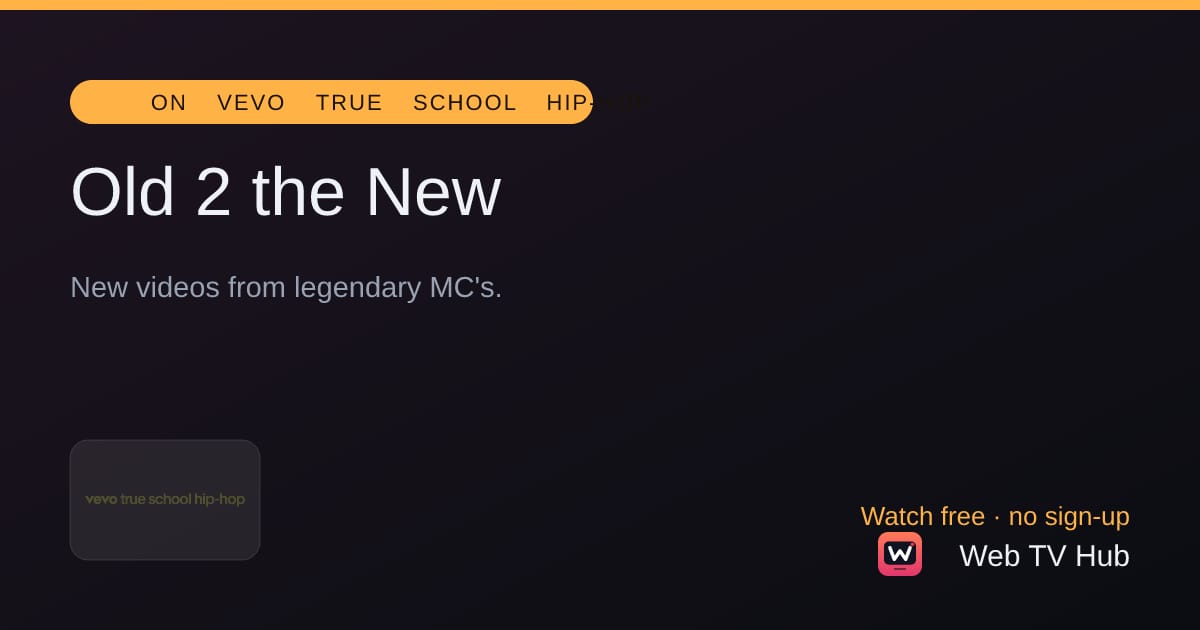 ON VEVO TRUE SCHOOL HIP-HOP
Old 2 the New
New videos from legendary MC's.
vevo true school hip-hop
Watch free · no sign-up
W
Web TV Hub